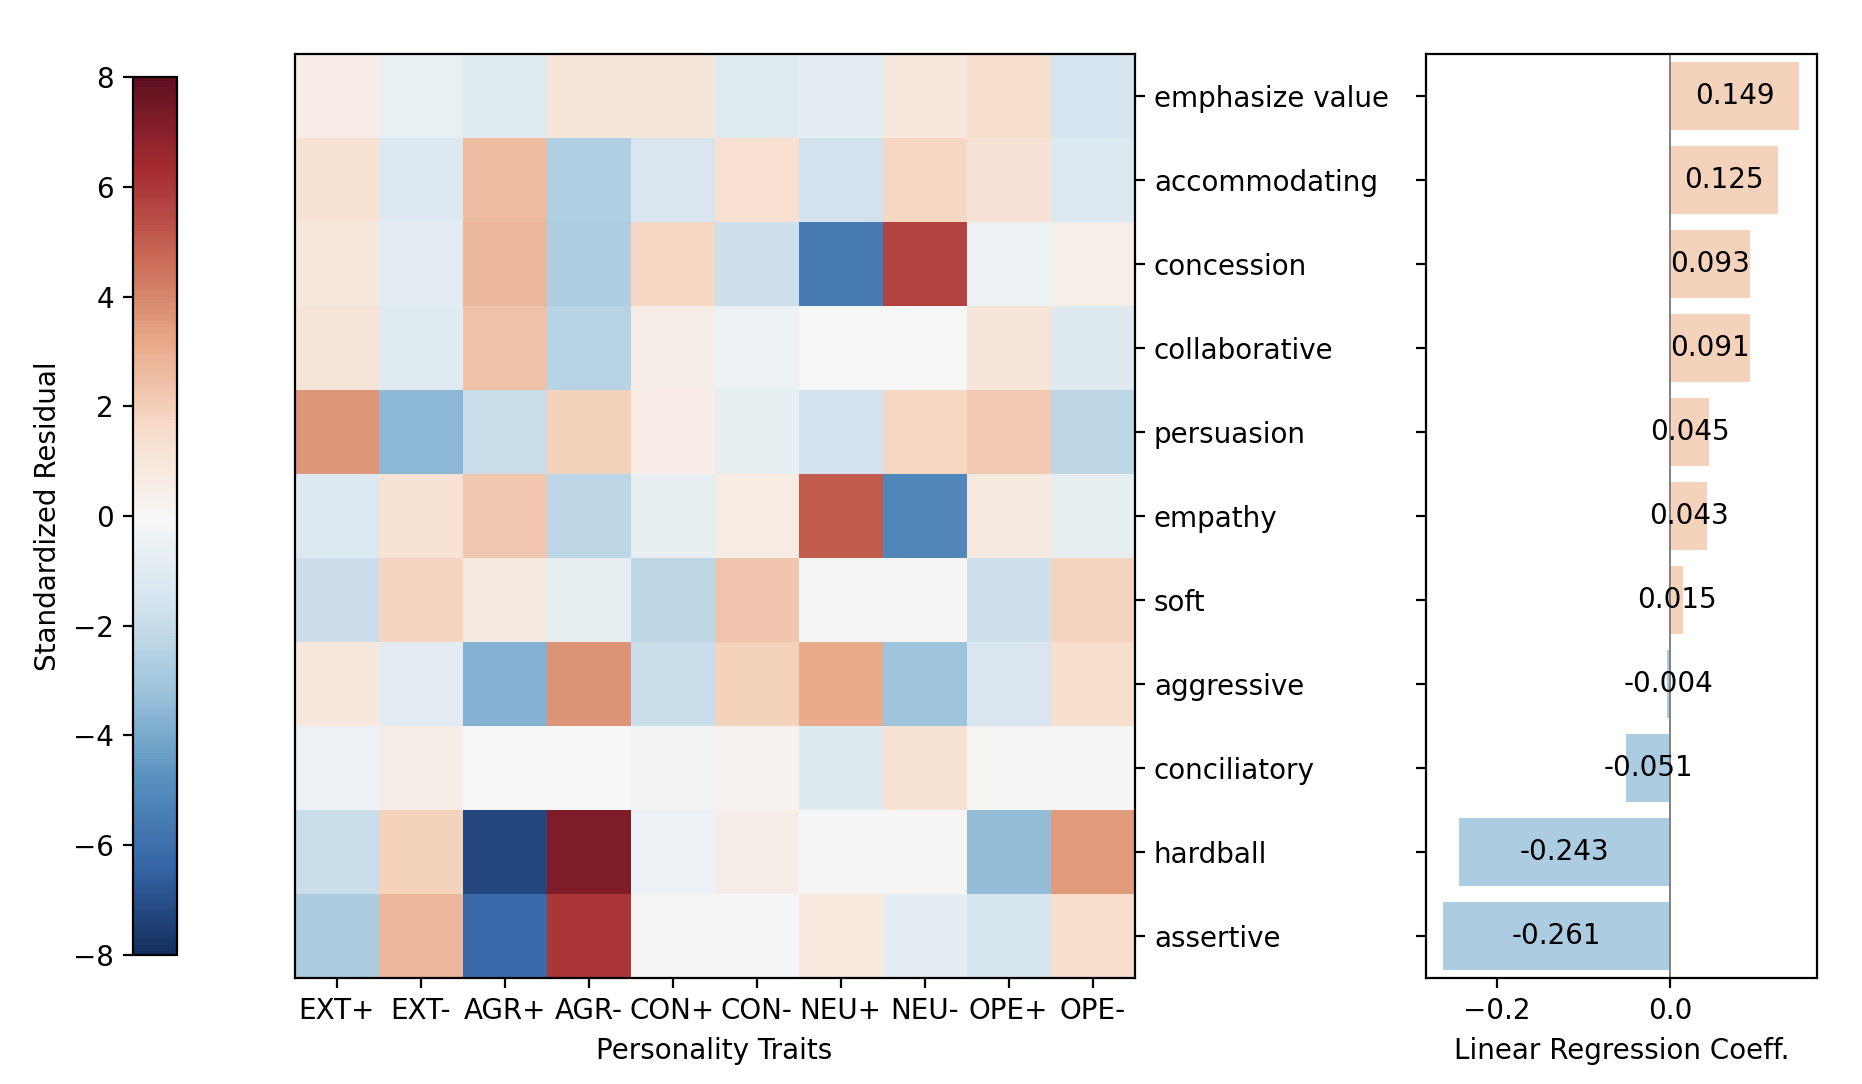 Standardized Residual
8
6
4
2
0
−2
−4
−6
−8
EXT+ EXT- AGR+ AGR- CON+ CON- NEU+ NEU- OPE+ OPE-
Personality Traits
emphasize value
accommodating
concession
collaborative
persuasion
empathy
soft
aggressive
conciliatory
hardball
assertive
0.149
0.125
0.093
0.091
0.045
0.043
0.015
-0.004
-0.051
-0.243
-0.261
−0.2 0.0
Linear Regression Coeff.